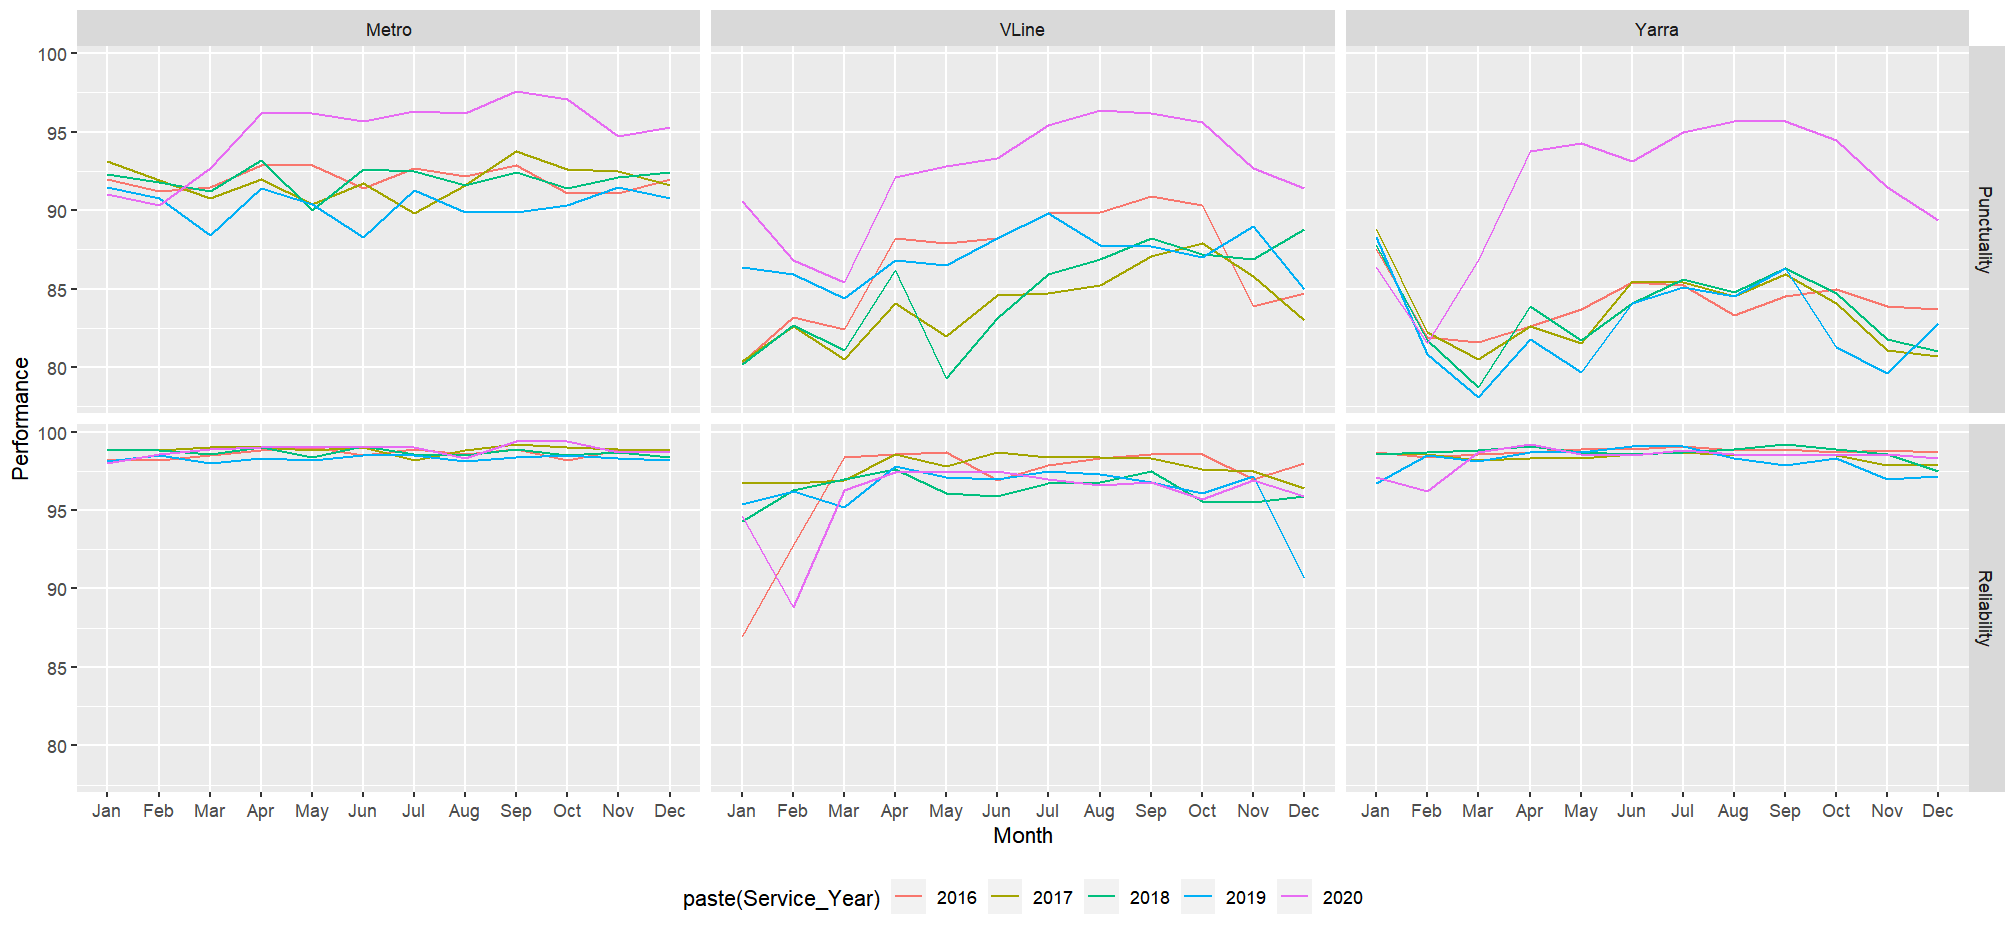 Metro VLine Yarra
100
95
90
85
80
Punctuality
Performance
100
95
90
85
80
Reliability
Jan Feb Mar Apr May Jun Jul Aug Sep Oct Nov Dec Jan Feb Mar Apr May Jun Jul Aug Sep Oct Nov Dec Jan Feb Mar Apr May Jun Jul Aug Sep Oct Nov Dec
Month
paste(Service_Year) 2016 2017 2018 2019 2020